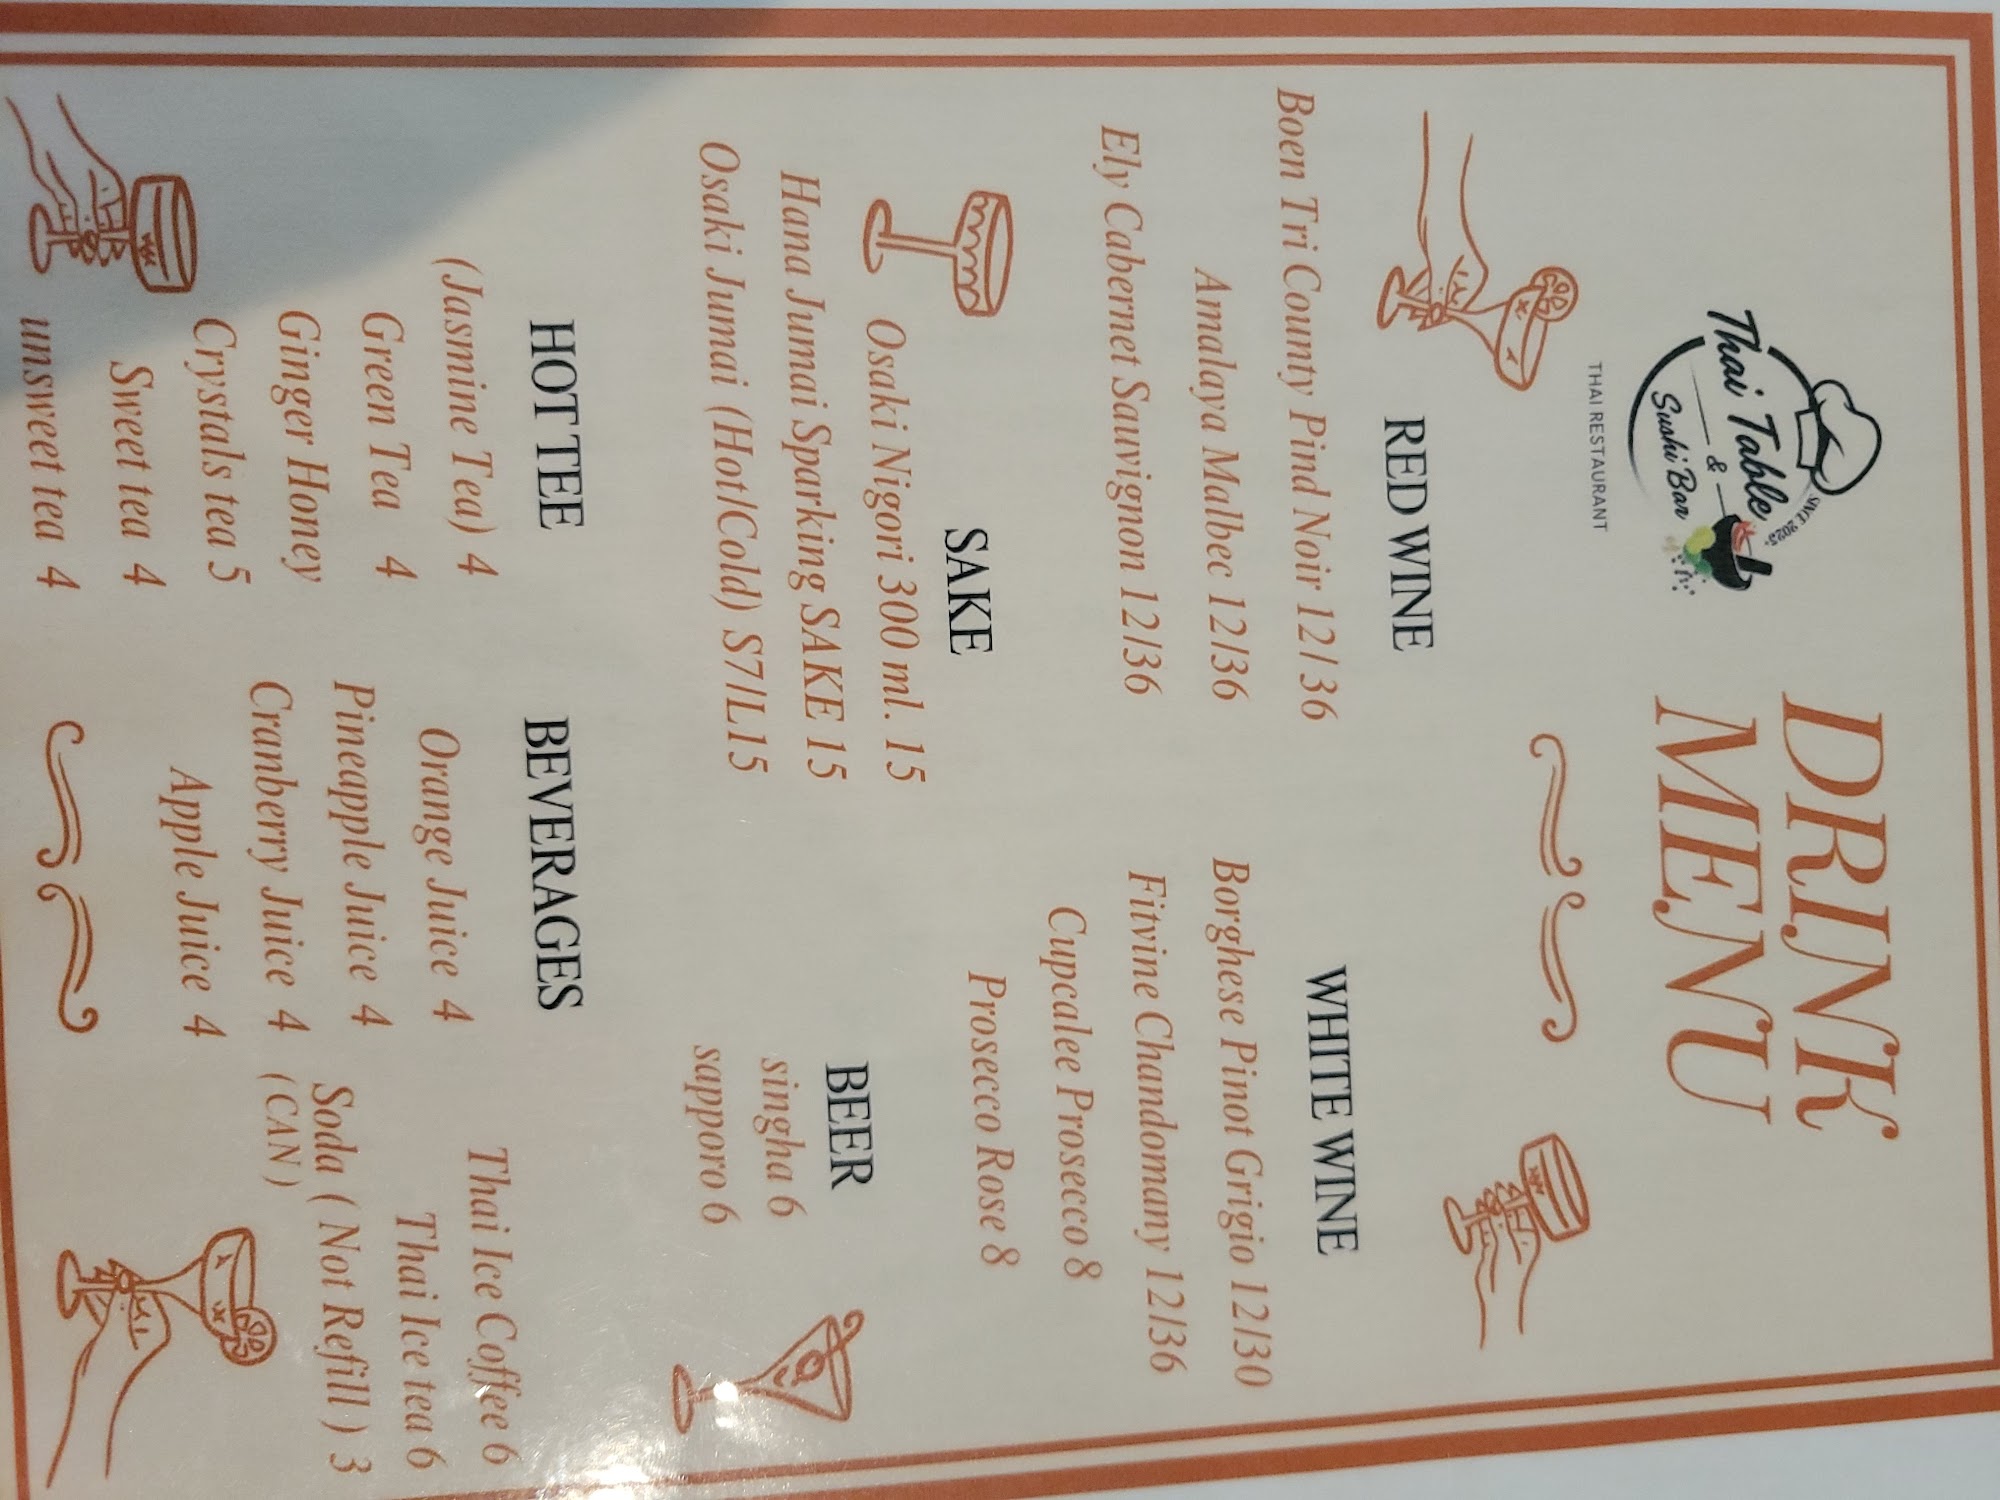 Thai Table
&
Sushi Bar
SINCE 2025
THAI RESTAURANT
DRINK
MENU
RED WINE
Boen Tri County Pind Noir 12/ 36
Amalaya Malbec 12/36
Ely Cabernet Sauvignon 12/36
WHITE WINE
Borghese Pinot Grigio 12/30
Fitvine Chandomany 12/36
Cupcalee Prosecco 8
Prosecco Rose 8
SAKE
Osaki Nigori 300 ml. 15
Hana Jumai Sparking SAKE 15
Osaki Jumai (Hot/Cold) S7/L15
BEER
singha 6
sapporo 6
HOT TEE
(Jasmine Tea) 4
Green Tea 4
Ginger Honey
Crystals tea 5
Sweet tea 4
unsweet tea 4
BEVERAGES
Orange Juice 4
Pineapple Juice 4
Cranberry Juice 4
Apple Juice 4
Thai Ice Coffee 6
Thai Ice tea 6
Soda ( Not Refill ) 3
(CAN )